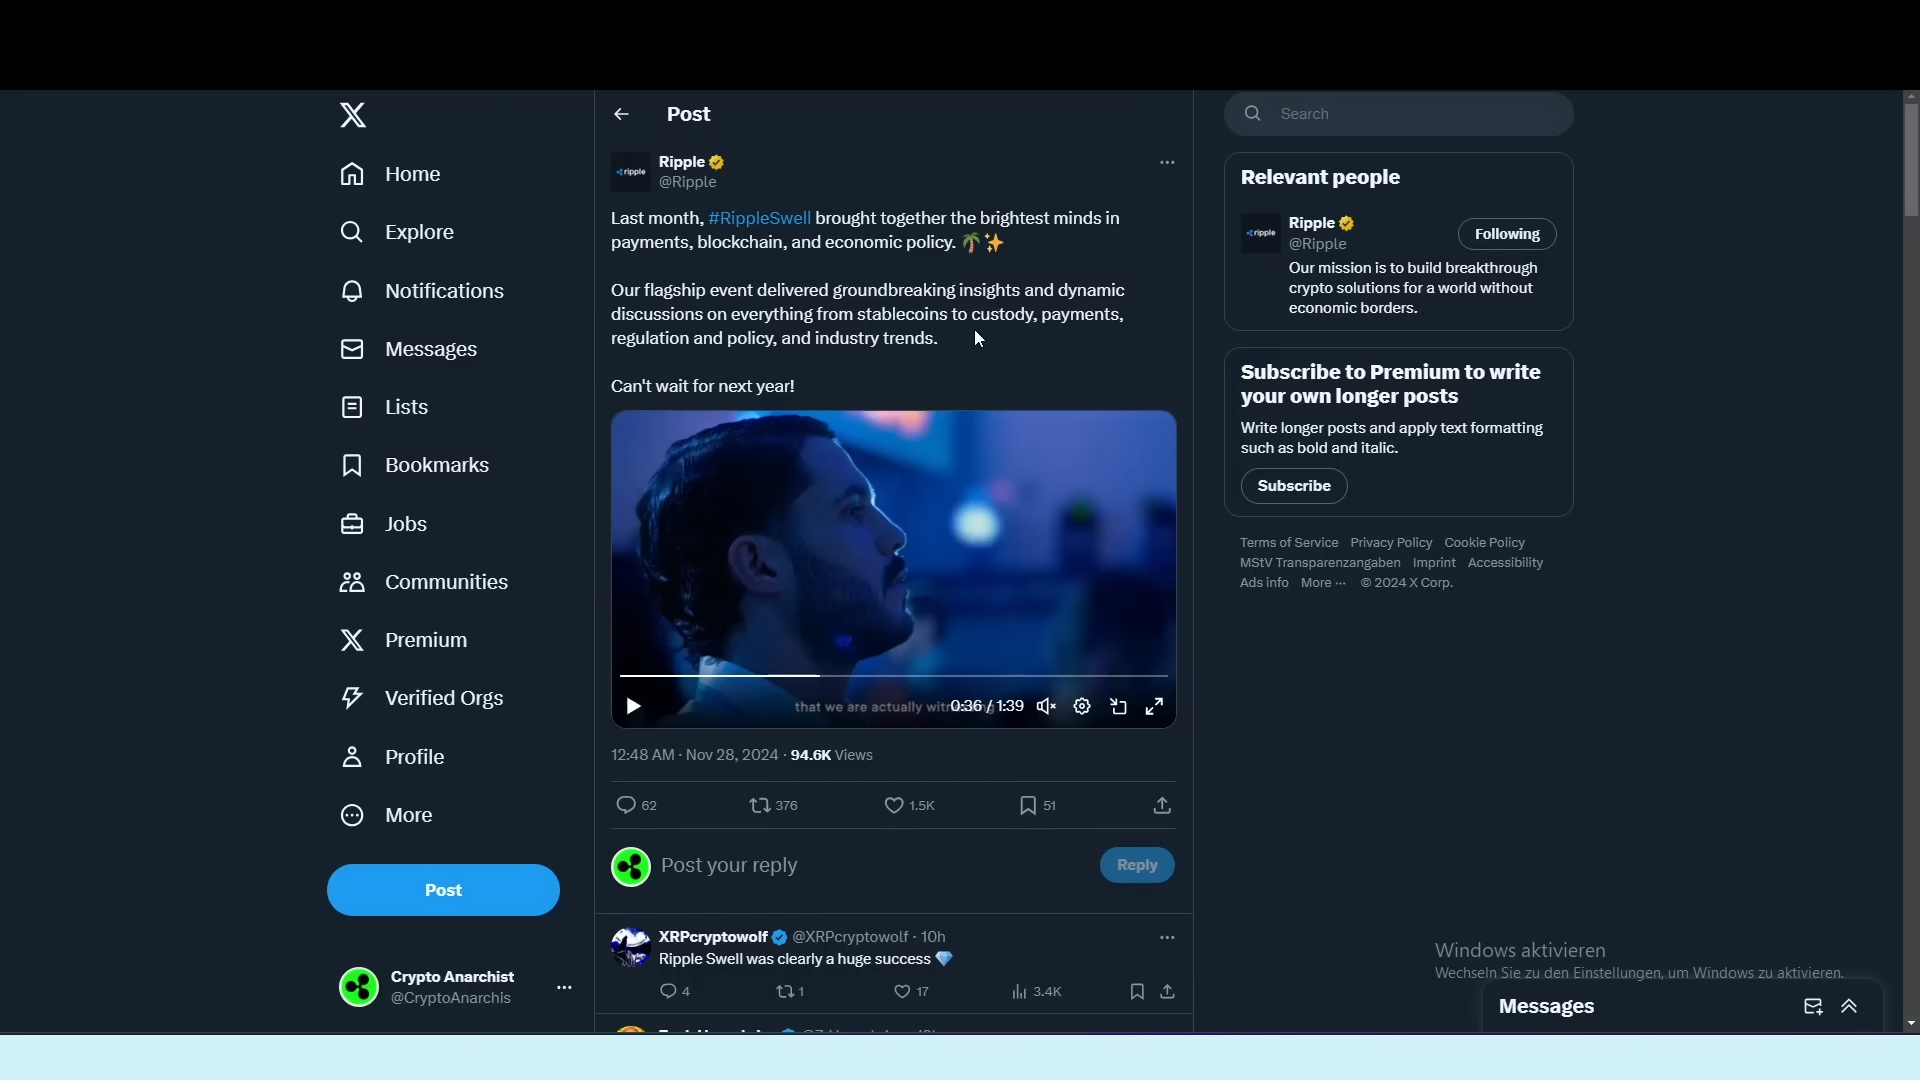 Home
Explore
Notifications
Messages
Lists
Bookmarks
Jobs
Communities
Premium
Verified Orgs
Profile
More
Post
Crypto Anarchist
@CryptoAnarchis
Post
ripple
Ripple
@Ripple
Last month, #RippleSwell brought together the brightest minds in
payments, blockchain, and economic policy. 🌴✨
Our flagship event delivered groundbreaking insights and dynamic
discussions on everything from stablecoins to custody, payments,
regulation and policy, and industry trends.
Can't wait for next year!
that we are actually
0:36 / 1:39
12:48 AM · Nov 28, 2024 · 94.6K Views
62 376 1.5K 51
Post your reply
Reply
XRPcryptowolf @XRPcryptowolf · 10h
Ripple Swell was clearly a huge success 💎
4 1 17 3.4K
Search
Relevant people
ripple
Ripple
@Ripple
Following
Our mission is to build breakthrough
crypto solutions for a world without
economic borders.
Subscribe to Premium to write
your own longer posts
Write longer posts and apply text formatting
such as bold and italic.
Subscribe
Terms of Service Privacy Policy Cookie Policy
MStV Transparenzangaben Imprint Accessibility
Ads info More ··· © 2024 X Corp.
Windows aktivieren
Wechseln Sie zu den Einstellungen, um Windows zu aktivieren.
Messages